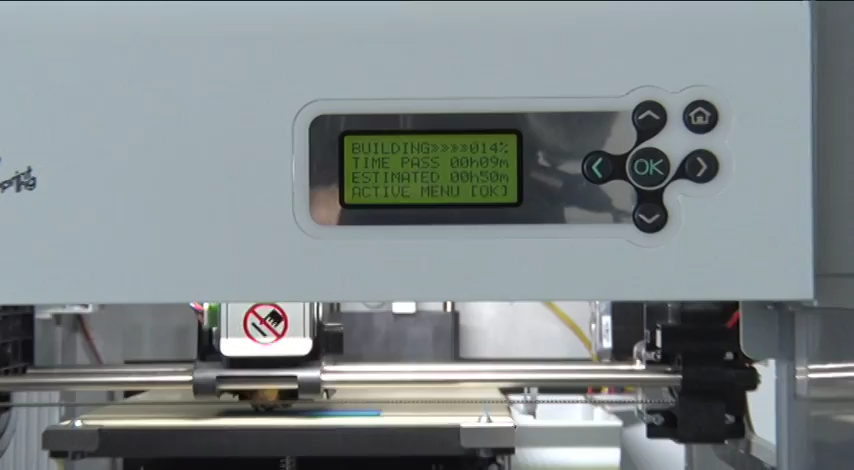 BUILDING»»»»014%
TIME PASS 00h09m
ESTIMATED 00h50m
ACTIVE MENU [OK]
OK